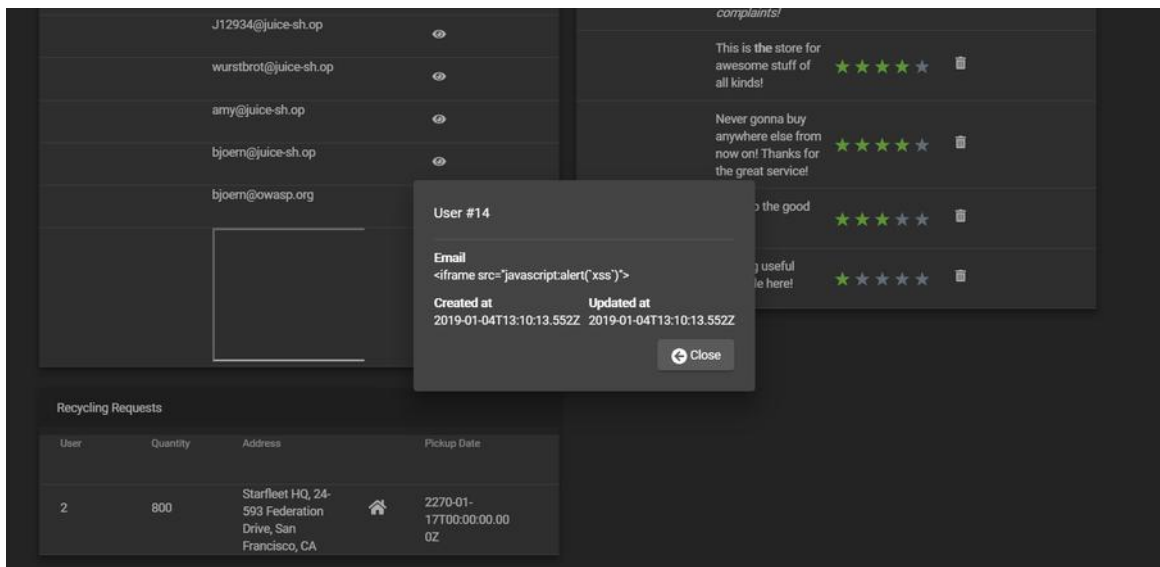 J12934@juice-sh.op
wurstbrot@juice-sh.op
amy@juice-sh.op
bjoern@juice-sh.op
bjoern@owasp.org
complaints!
This is the store for
awesome stuff of
all kinds!
Never gonna buy
anywhere else from
now on! Thanks for
the great service!
the good
useful
here!
User #14
Email
<iframe src="javascript:alert(`xss`)">
Created at
Updated at
2019-01-04T13:10:13.552Z 2019-01-04T13:10:13.552Z
Close
Recycling Requests
User Quantity Address Pickup Date
2
800
Starfleet HQ, 24-
593 Federation
Drive, San
Francisco, CA
2270-01-
17T00:00:00.00
0Z